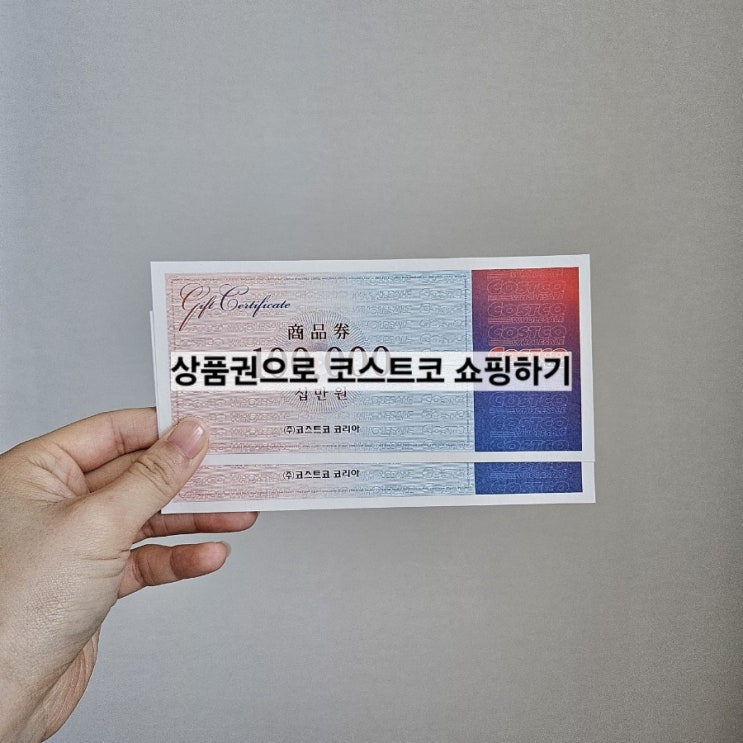 Gift Certificate
商品券
100,000
상품권으로 코스트코 쇼핑하기
COSTCO
십만원
(주)코스트코 코리아
(주)코스트코 코리아